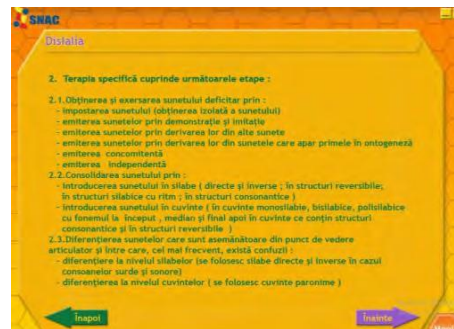 SNAC
Dislalia
2. Terapia specifică cuprinde următoarele etape :
2.1.Obţinerea şi exersarea sunetului deficitar prin :
- impostarea sunetului (obţinerea izolată a sunetului)
- emiterea sunetelor prin demonstraţie şi imitaţie
- emiterea sunetelor prin derivarea lor din alte sunete
- emiterea sunetelor prin derivarea lor din sunetele care apar primele în ontogeneză
- emiterea concomitentă
- emiterea independentă
2.2.Consolidarea sunetului prin :
- introducerea sunetului în silabe ( directe şi inverse ; în structuri reversibile;
în structuri silabice cu ritm ; în structuri consonantice )
- introducerea sunetului în cuvinte ( în cuvinte monosilabie, bisilabice, polisilabice
cu fonemul la început , median şi final apoi în cuvinte ce conţin structuri
consonantice şi în structuri reversibile )
2.3.Diferenţierea sunetelor care sunt asemănătoare din punct de vedere
articulator şi între care, cel mai frecvent, există confuzii :
- diferenţiere la nivelul silabelor (se folosesc silabe directe şi inverse în cazul
consoanelor surde şi sonore)
- diferenţierea la nivelul cuvintelor ( se folosesc cuvinte paronime )
Înapoi
Înainte